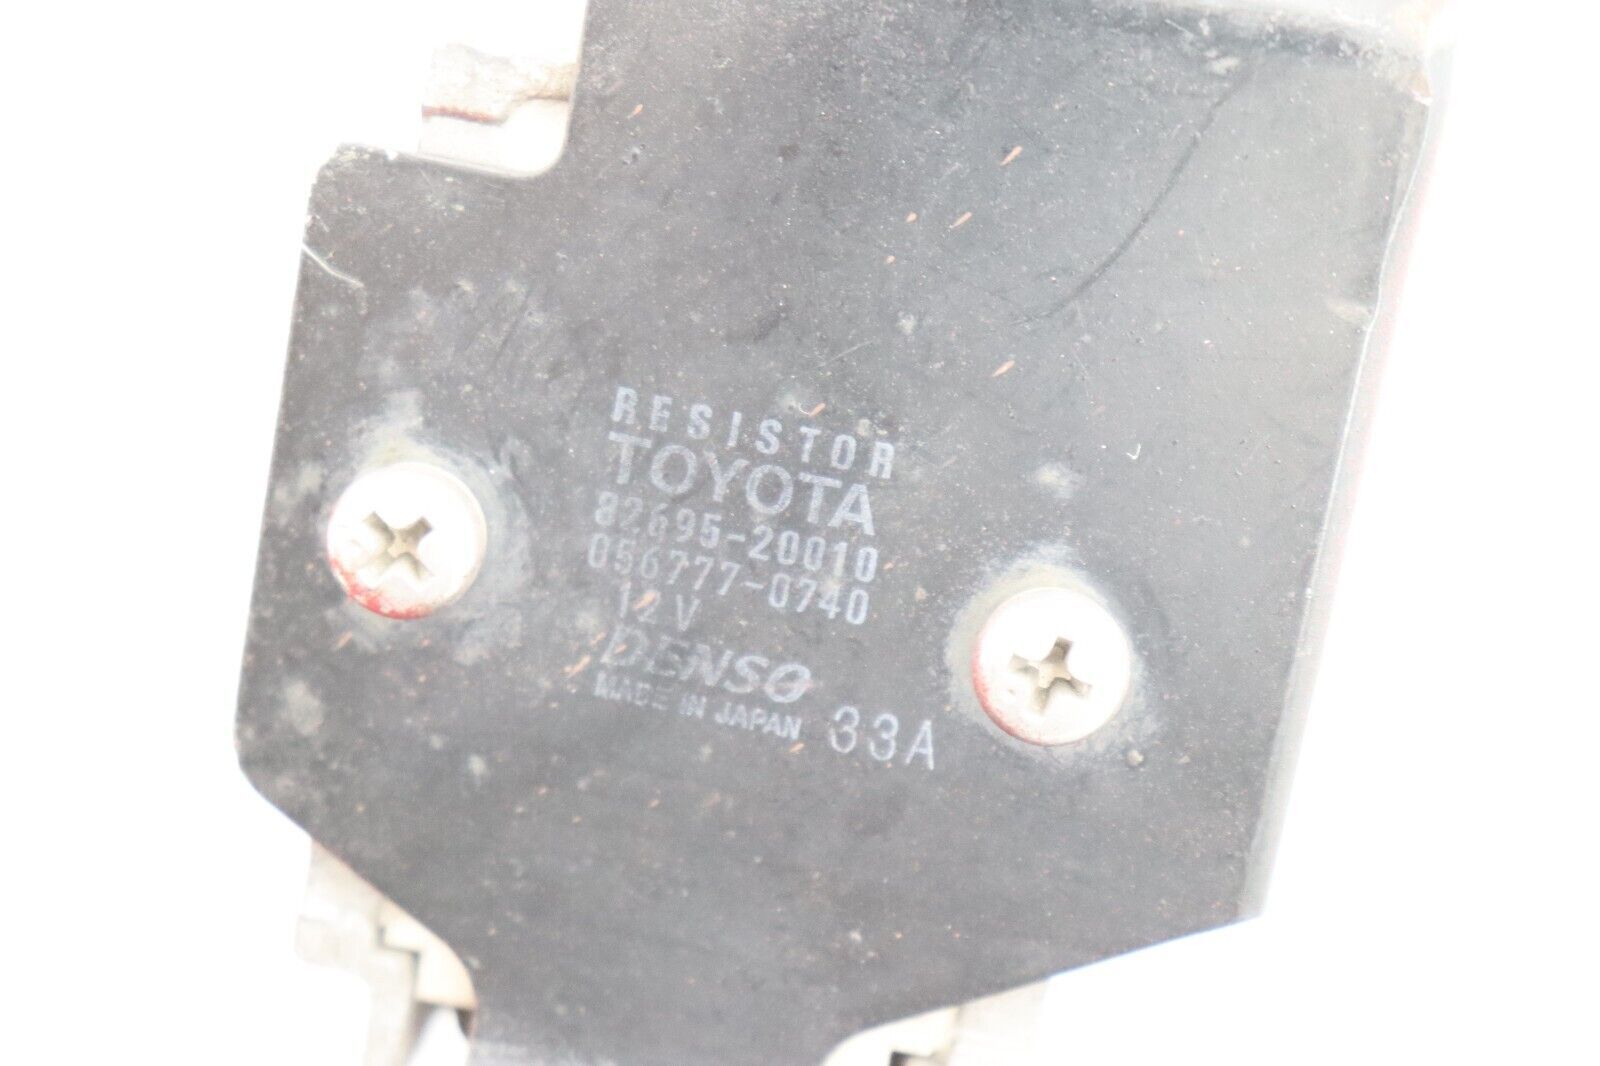 RESISTOR
TOYOTA
82695-20010
056777-0740
12V
DENSO
MADE IN JAPAN 33A